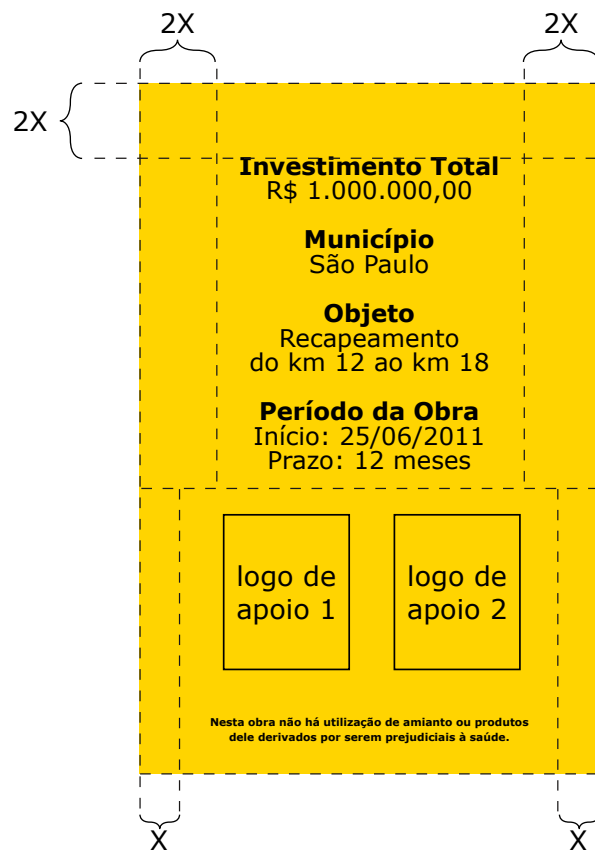 2X
2X
2X
Investimento Total
R$ 1.000.000,00
Município
São Paulo
Objeto
Recapeamento
do km 12 ao km 18
Período da Obra
Início: 25/06/2011
Prazo: 12 meses
logo de
apoio 1
logo de
apoio 2
Nesta obra não há utilização de amianto ou produtos
dele derivados por serem prejudiciais à saúde.
X
X